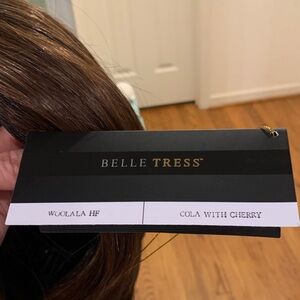 BELLE TRESS™
WOOLALA HF
COLA WITH CHERRY